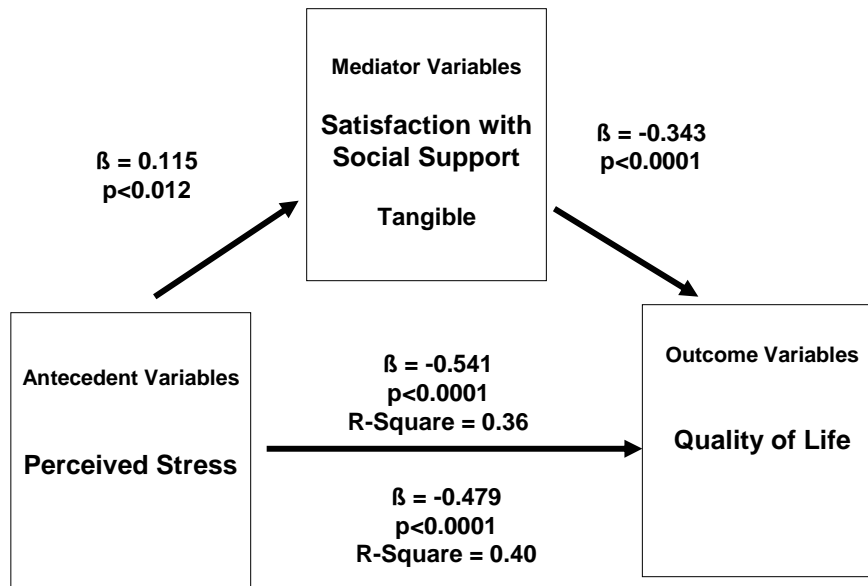 Mediator Variables
Satisfaction with
Social Support
Tangible
ß = 0.115
p<0.012
ß = -0.343
p<0.0001
Antecedent Variables
Perceived Stress
ß = -0.541
p<0.0001
R-Square = 0.36
ß = -0.479
p<0.0001
R-Square = 0.40
Outcome Variables
Quality of Life